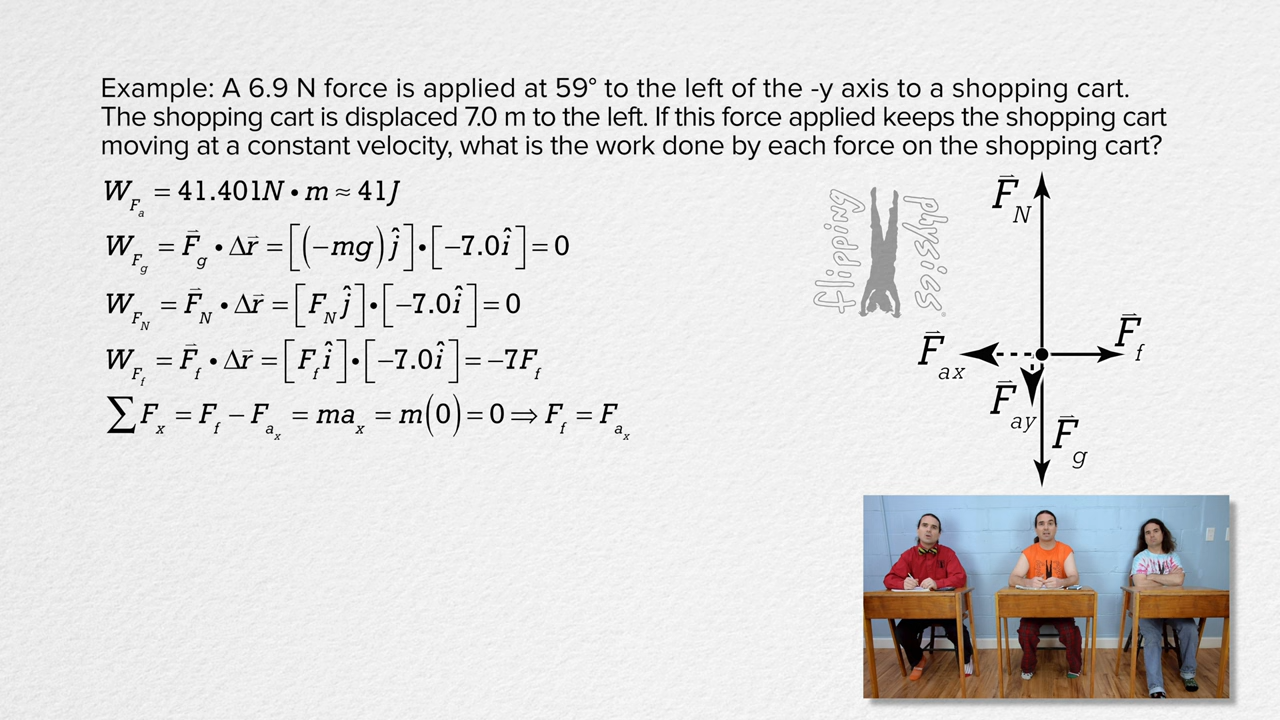 Example: A 6.9 N force is applied at 59° to the left of the -y axis to a shopping cart.
The shopping cart is displaced 7.0 m to the left. If this force applied keeps the shopping cart
moving at a constant velocity, what is the work done by each force on the shopping cart?
W_{F_a} = 41.401N • m ≈ 41J
W_{F_g} = F⃗_g • Δr⃗ = [(−mg)ĵ]•[−7.0î] = 0
W_{F_N} = F⃗_N • Δr⃗ = [F_N ĵ]•[−7.0î] = 0
W_{F_f} = F⃗_f • Δr⃗ = [F_f î]•[−7.0î] = −7F_f
∑F_x = F_f − F_{a_x} = ma_x = m(0) = 0 ⇒ F_f = F_{a_x}
flipping
physics
F⃗_N
F⃗_f
F⃗_{ax}
F⃗_{ay}
F⃗_g